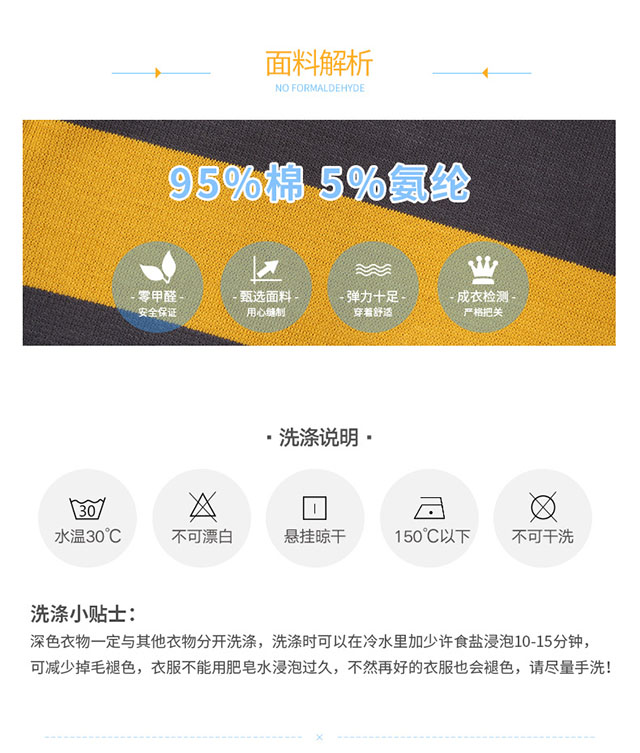 面料解析
NO FORMALDEHYDE
95%棉 5%氨纶
- 零甲醛 -
安全保证
- 甄选面料 -
用心缝制
- 弹力十足 -
穿着舒适
- 成衣检测 -
严格把关
·洗涤说明·
30
水温30℃
不可漂白
悬挂晾干
150℃以下
不可干洗
洗涤小贴士：
深色衣物一定与其他衣物分开洗涤，洗涤时可以在冷水里加少许食盐浸泡10-15分钟，
可减少掉毛褪色，衣服不能用肥皂水浸泡过久，不然再好的衣服也会褪色，请尽量手洗！